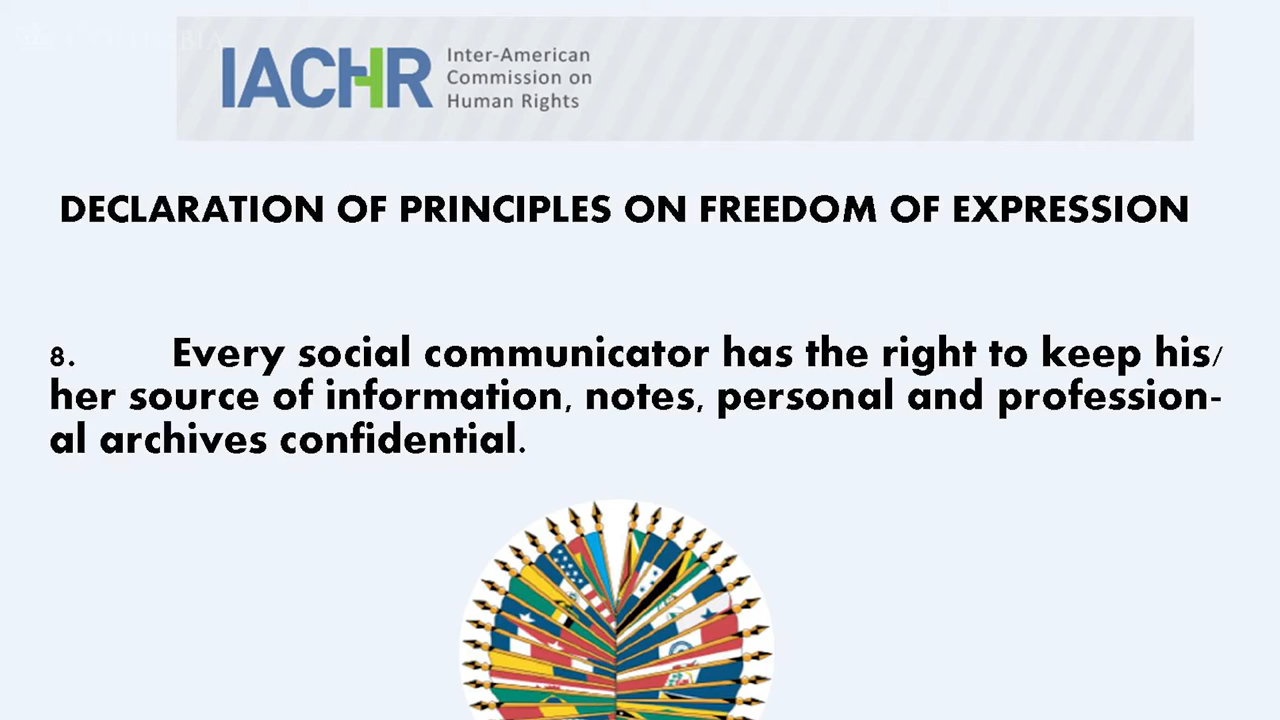 IACHR
Inter-American
Commission on
Human Rights
DECLARATION OF PRINCIPLES ON FREEDOM OF EXPRESSION
8. Every social communicator has the right to keep his/
her source of information, notes, personal and profession-
al archives confidential.